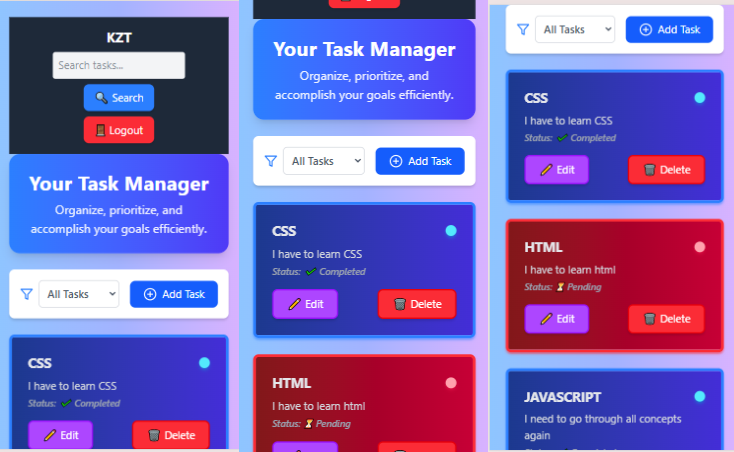 KZT
Search tasks...
🔍 Search
🚪 Logout
Your Task Manager
Organize, prioritize, and
accomplish your goals efficiently.
All Tasks
Add Task
CSS
I have to learn CSS
Status: ✔ Completed
Edit
Delete
Your Task Manager
Organize, prioritize, and
accomplish your goals efficiently.
All Tasks
Add Task
CSS
I have to learn CSS
Status: ✔ Completed
Edit
Delete
HTML
I have to learn html
Status: ⏳ Pending
All Tasks
Add Task
CSS
I have to learn CSS
Status: ✔ Completed
Edit
Delete
HTML
I have to learn html
Status: ⏳ Pending
Edit
Delete
JAVASCRIPT
I need to go through all concepts
again